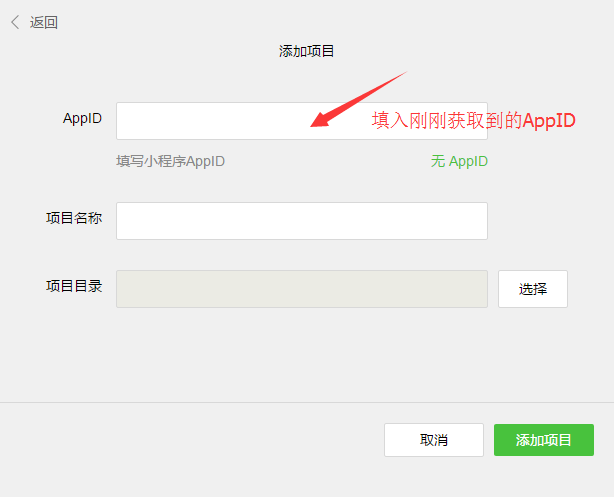 返回
添加项目
AppID
填入刚刚获取到的AppID
填写小程序AppID
无 AppID
项目名称
项目目录
选择
取消
添加项目